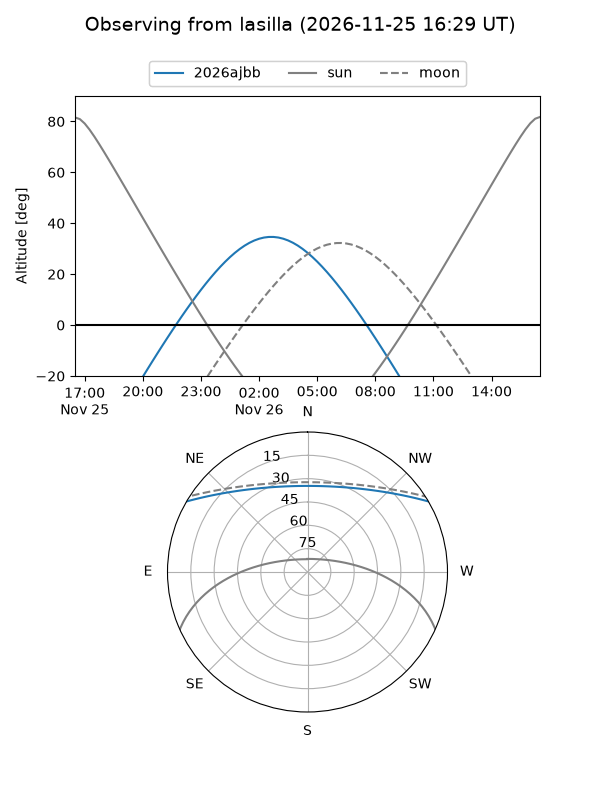 Observing from lasilla (2026-11-25 16:29 UT)
2026ajbb sun moon
Altitude [deg]
80
60
40
20
0
−20
17:00 20:00 23:00 02:00 05:00 08:00 11:00 14:00
Nov 25 Nov 26
N
NE NW
15
30
45
60
75
E W
SE SW
S